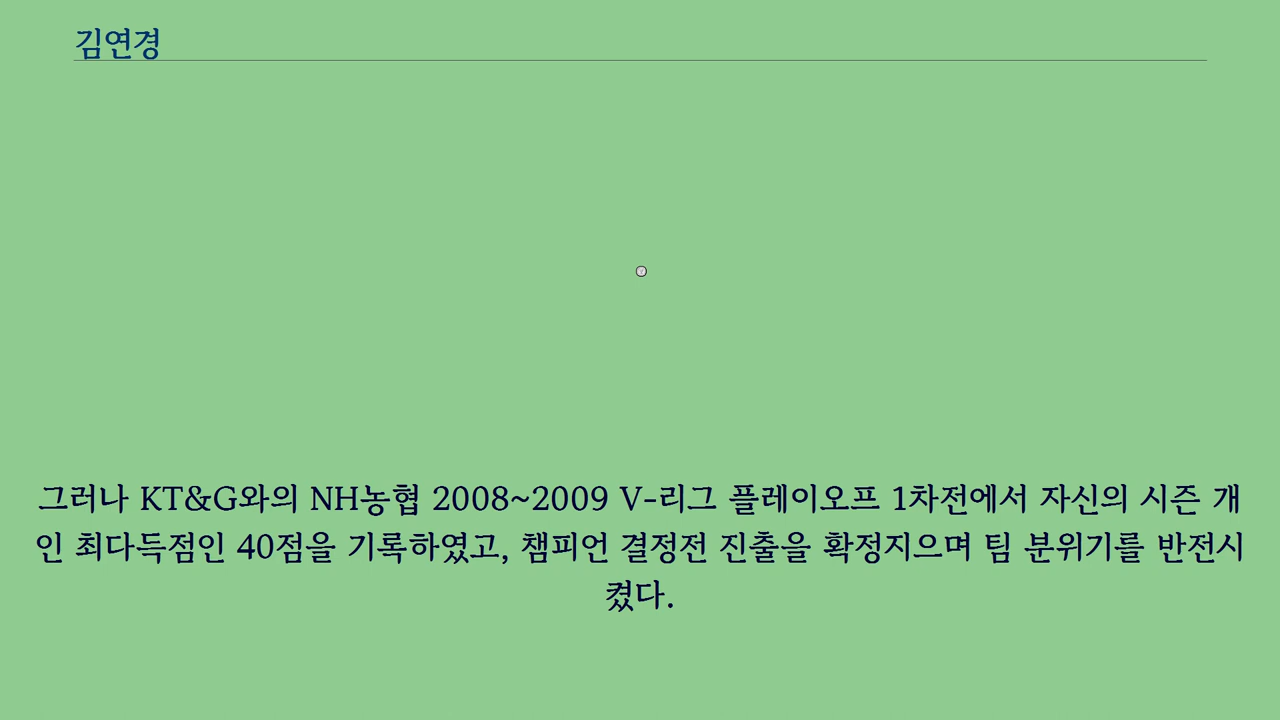 김연경
그러나 KT&G와의 NH농협 2008~2009 V-리그 플레이오프 1차전에서 자신의 시즌 개
인 최다득점인 40점을 기록하였고, 챔피언 결정전 진출을 확정지으며 팀 분위기를 반전시
켰다.